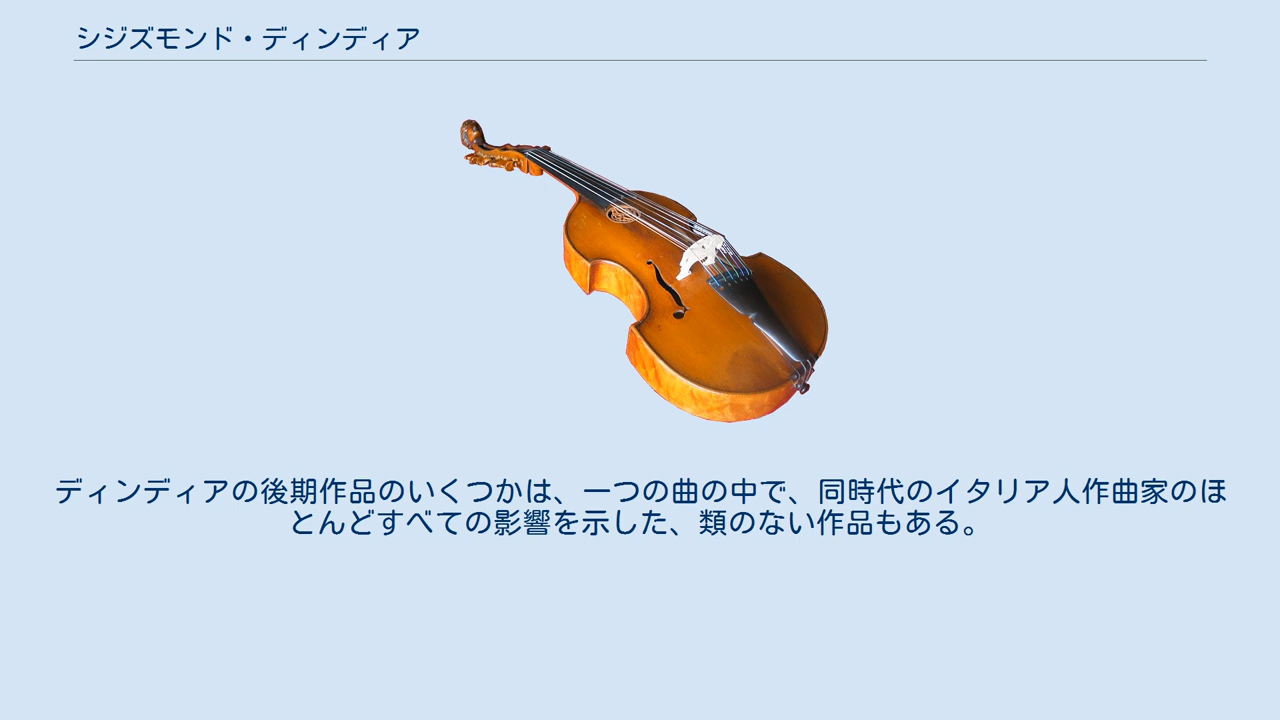 シジズモンド・ディンディア
ディンディアの後期作品のいくつかは、一つの曲の中で、同時代のイタリア人作曲家のほ
とんどすべての影響を示した、類のない作品もある。